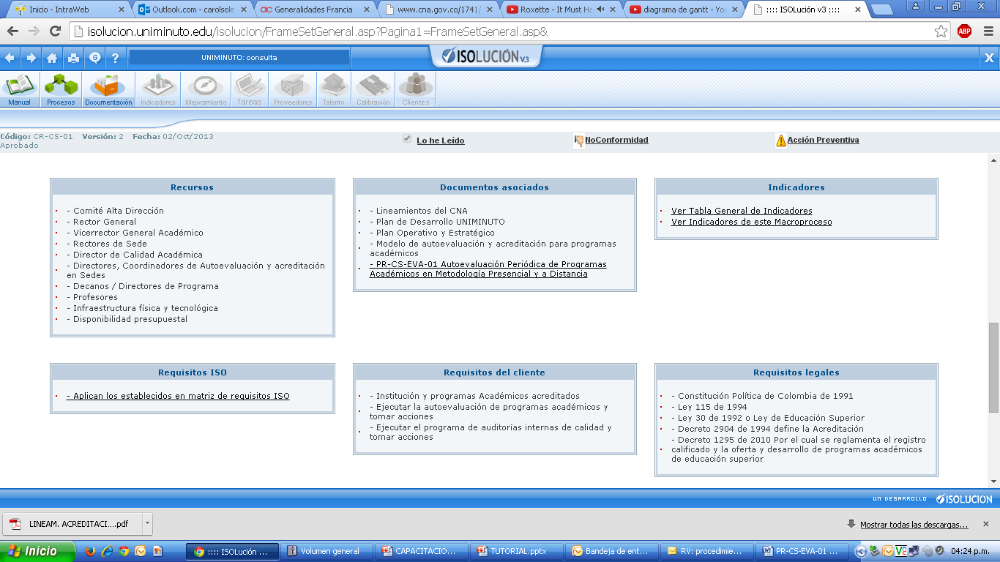 Inicio - IntraWeb
Outlook.com - carolsole
Generalidades Francia
www.cna.gov.co/1741/
Roxette - It Must Ha
diagrama de gantt - Yo
:::: ISOLución v3 ::::
isolucion.uniminuto.edu/isolucion/FrameSetGeneral.asp?Pagina1=FrameSetGeneral.asp&
ABP
UNIMINUTO: consulta
ISOLUCIÓN V.3
X
Manual
Procesos
Documentación
Indicadores
Mejoramiento
Tareas
Proveedores
Talento
Calibración
Clientes
Código: CR-CS-01 Versión: 2 Fecha: 02/Oct/2013
Aprobado
Lo he Leído
NoConformidad
Acción Preventiva
Recursos
- Comité Alta Dirección
- Rector General
- Vicerrector General Académico
- Rectores de Sede
- Director de Calidad Académica
- Directores, Coordinadores de Autoevaluación y acreditación
en Sedes
- Decanos / Directores de Programa
- Profesores
- Infraestructura física y tecnológica
- Disponibilidad presupuestal
Documentos asociados
- Lineamientos del CNA
- Plan de Desarrollo UNIMINUTO
- Plan Operativo y Estratégico
- Modelo de autoevaluación y acreditación para programas
académicos
- PR-CS-EVA-01 Autoevaluación Periódica de Programas
Académicos en Metodología Presencial y a Distancia
Indicadores
Ver Tabla General de Indicadores
Ver Indicadores de este Macroproceso
Requisitos ISO
- Aplican los establecidos en matriz de requisitos ISO
Requisitos del cliente
- Institución y programas Académicos acreditados
- Ejecutar la autoevaluación de programas académicos y
tomar acciones
- Ejecutar el programa de auditorías internas de calidad y
tomar acciones
Requisitos legales
- Constitución Política de Colombia de 1991
- Ley 115 de 1994
- Ley 30 de 1992 o Ley de Educación Superior
- Decreto 2904 de 1994 define la Acreditación
- Decreto 1295 de 2010 Por el cual se reglamenta el registro
calificado y la oferta y desarrollo de programas académicos
de educación superior
UN DESARROLLO ISOLUCION
LINEAM. ACREDITACI....pdf
Mostrar todas las descargas...
Inicio
:::: ISOLución ...
Volumen general
CAPACITACIO...
TUTORIAL.pptx
Bandeja de ent...
RV: procedimie...
PR-CS-EVA-01 ...
04:24 p.m.